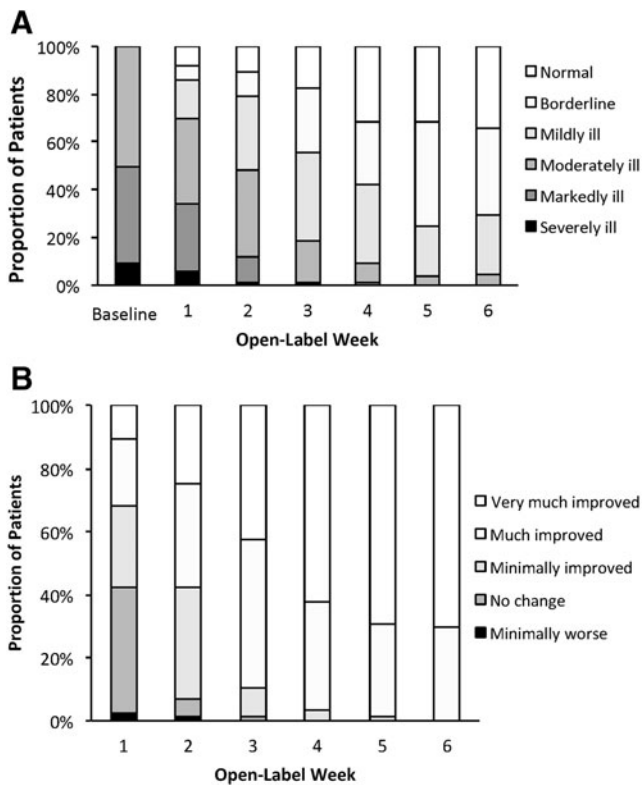 A
100%
80%
60%
40%
20%
0%
Proportion of Patients
Baseline 1 2 3 4 5 6
Open-Label Week
Normal
Borderline
Mildly ill
Moderately ill
Markedly ill
Severely ill
B
100%
80%
60%
40%
20%
0%
Proportion of Patients
1 2 3 4 5 6
Open-Label Week
Very much improved
Much improved
Minimally improved
No change
Minimally worse